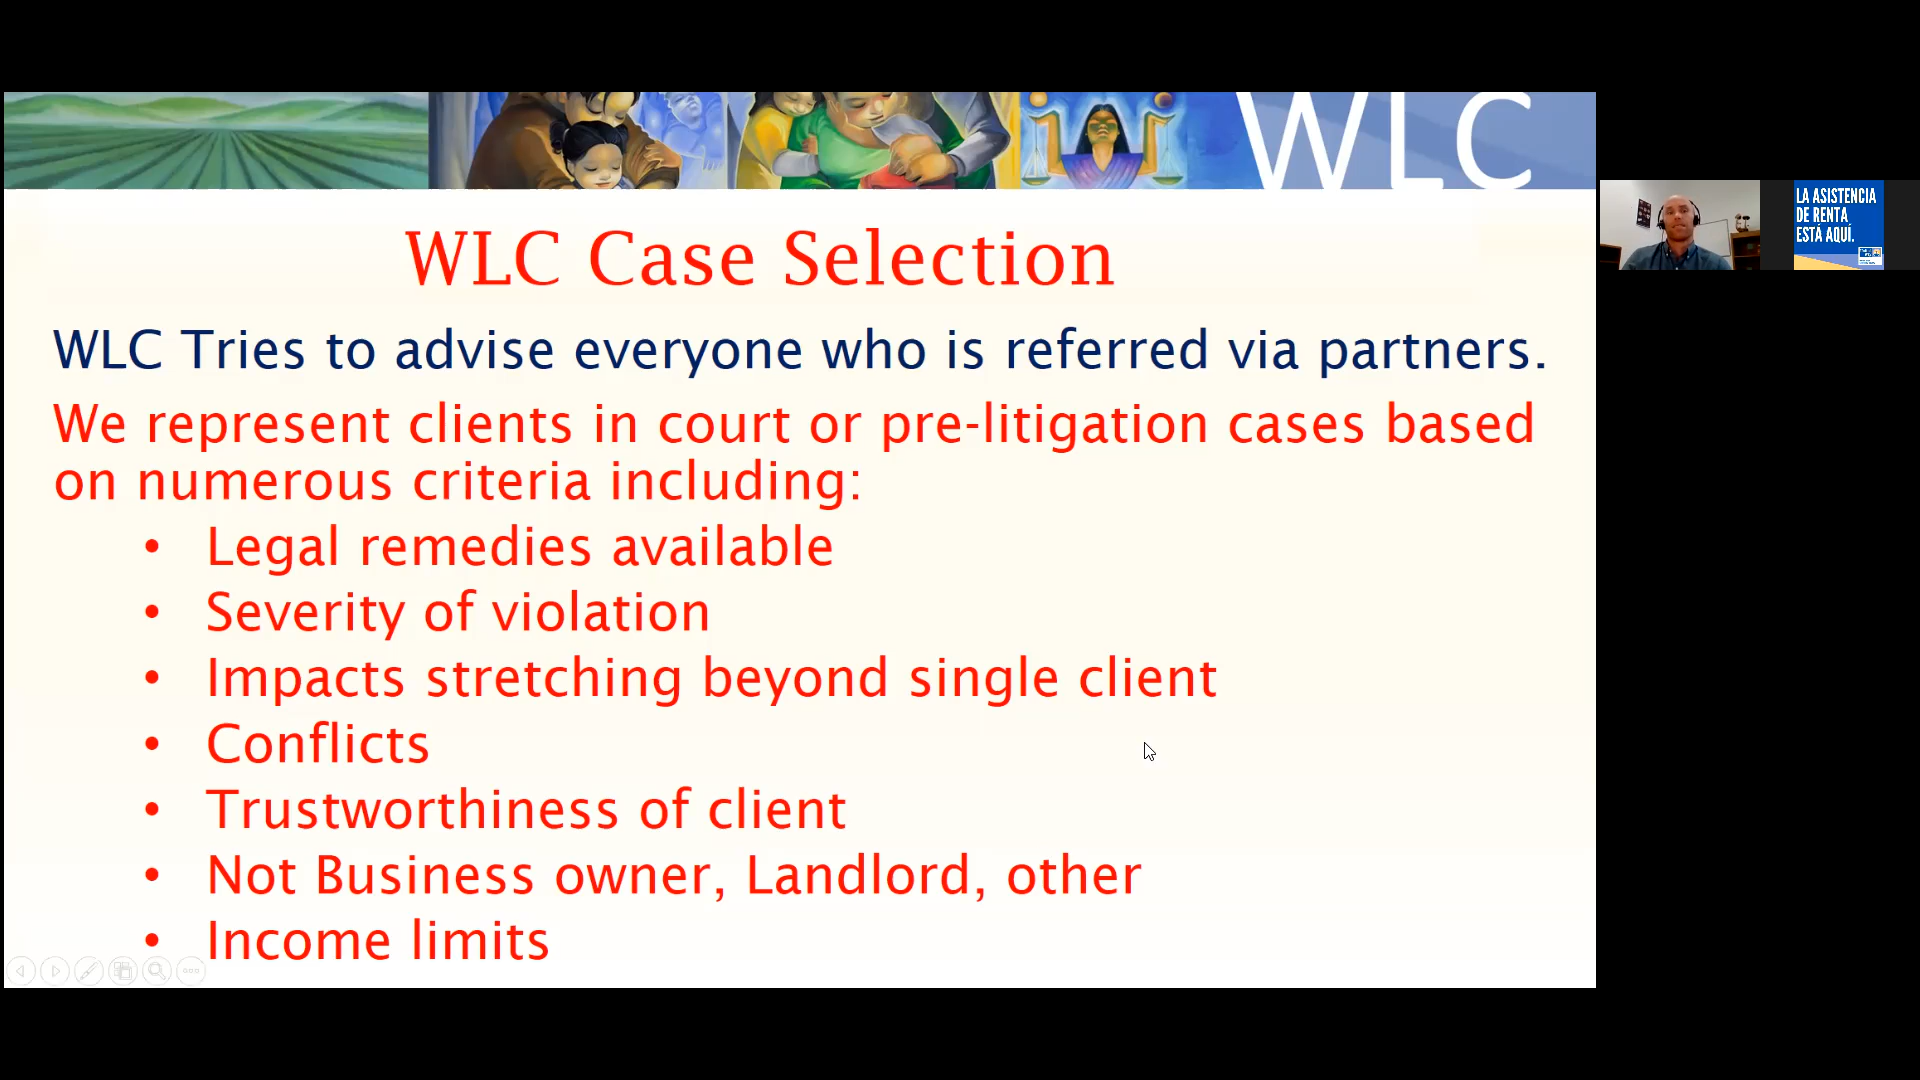 WLC
WLC Case Selection
WLC Tries to advise everyone who is referred via partners.
We represent clients in court or pre-litigation cases based
on numerous criteria including:
• Legal remedies available
• Severity of violation
• Impacts stretching beyond single client
• Conflicts
• Trustworthiness of client
• Not Business owner, Landlord, other
• Income limits
LA ASISTENCIA
DE RENTA
ESTÁ AQUÍ.